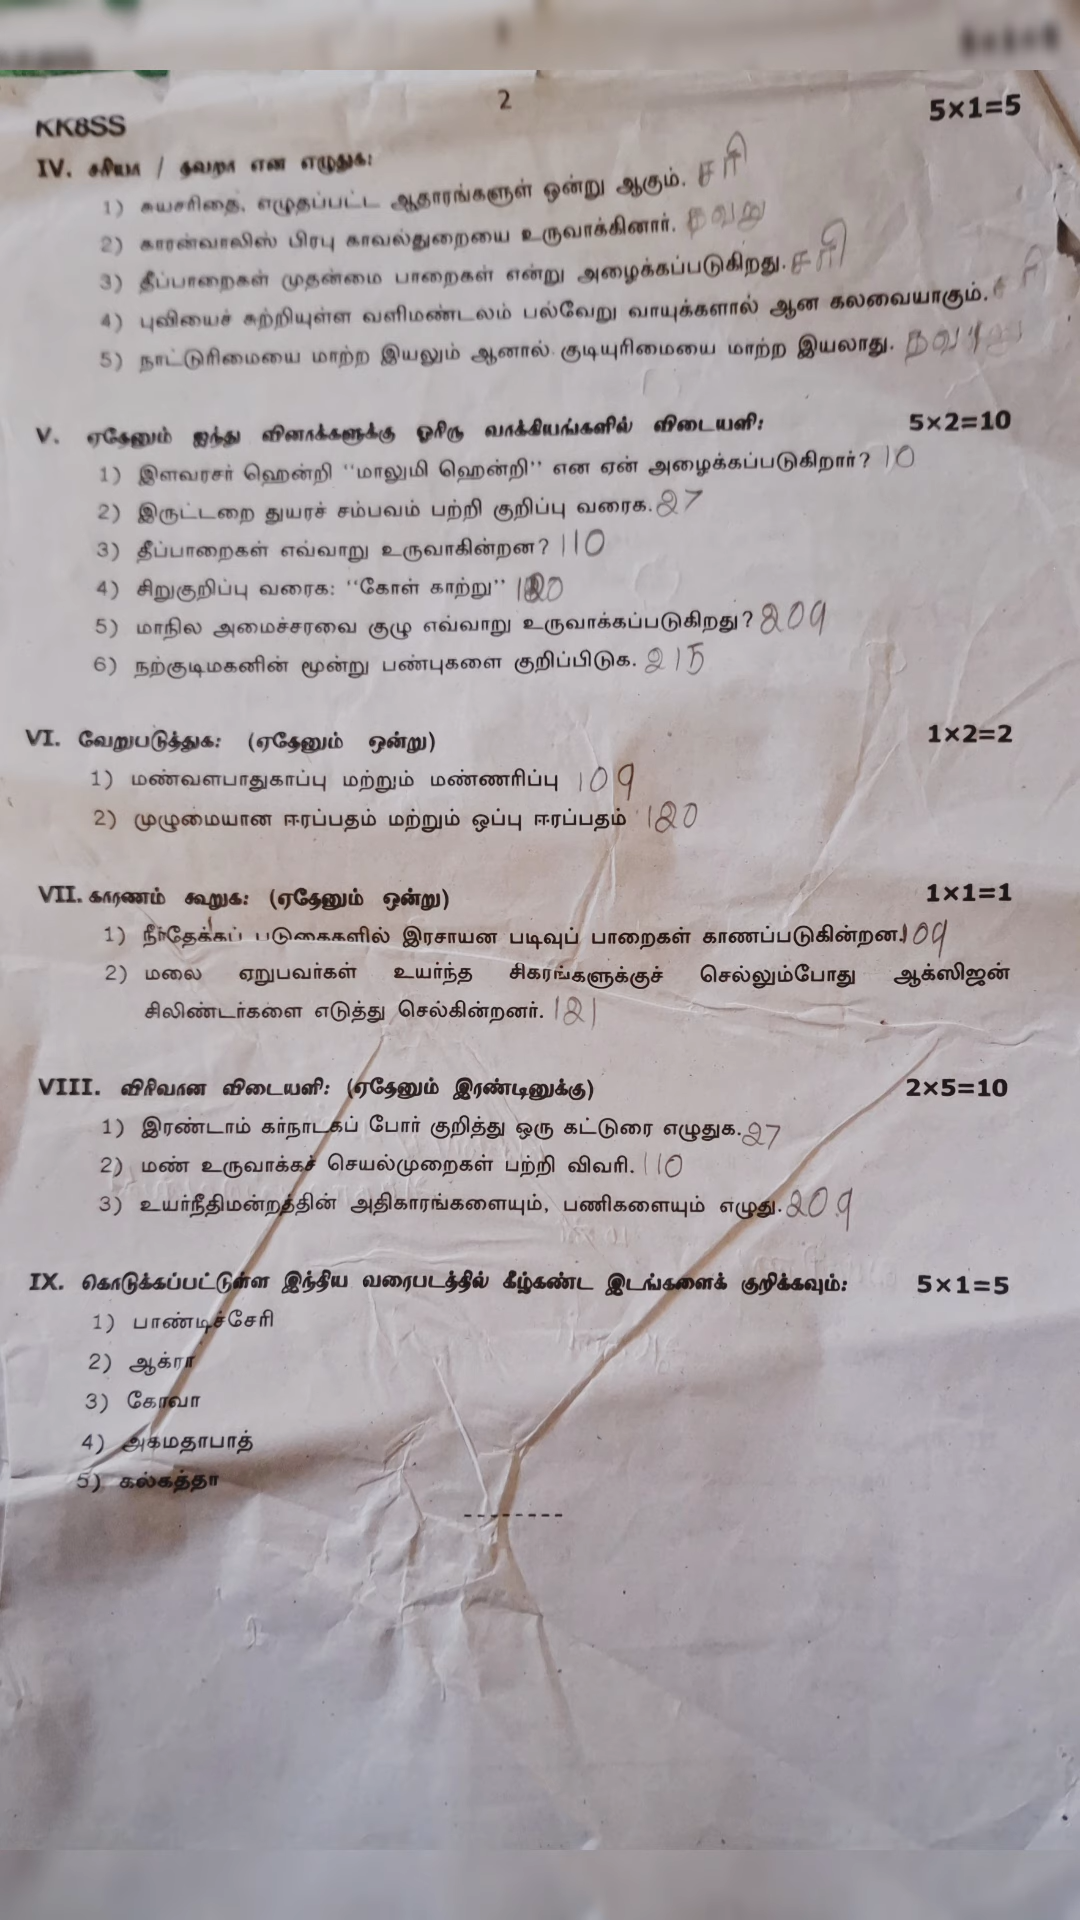 2
KK8SS
5×1=5
IV. சரியா / தவறா என எழுதுக:
1) சுயசரிதை, எழுதப்பட்ட ஆதாரங்களுள் ஒன்று ஆகும். சரி
2) காரன்வாலிஸ் பிரபு காவல்துறையை உருவாக்கினார். தவறு
3) தீப்பாறைகள் முதன்மை பாறைகள் என்று அழைக்கப்படுகிறது. சரி
4) புவியைச் சுற்றியுள்ள வளிமண்டலம் பல்வேறு வாயுக்களால் ஆன கலவையாகும். சரி
5) நாட்டுரிமையை மாற்ற இயலும் ஆனால் குடியுரிமையை மாற்ற இயலாது. தவறு
V. ஏதேனும் ஐந்து வினாக்களுக்கு ஓரிரு வாக்கியங்களில் விடையளி: 5×2=10
1) இளவரசர் ஹென்றி "மாலுமி ஹென்றி" என ஏன் அழைக்கப்படுகிறார்? 10
2) இருட்டறை துயரச் சம்பவம் பற்றி குறிப்பு வரைக. 27
3) தீப்பாறைகள் எவ்வாறு உருவாகின்றன? 110
4) சிறுகுறிப்பு வரைக: "கோள் காற்று" 120
5) மாநில அமைச்சரவை குழு எவ்வாறு உருவாக்கப்படுகிறது? 209
6) நற்குடிமகனின் மூன்று பண்புகளை குறிப்பிடுக. 215
VI. வேறுபடுத்துக: (ஏதேனும் ஒன்று) 1×2=2
1) மண்வளபாதுகாப்பு மற்றும் மண்ணரிப்பு 109
2) முழுமையான ஈரப்பதம் மற்றும் ஒப்பு ஈரப்பதம் 120
VII. காரணம் கூறுக: (ஏதேனும் ஒன்று) 1×1=1
1) நீர்தேக்கப் படுகைகளில் இரசாயன படிவுப் பாறைகள் காணப்படுகின்றன. 109
2) மலை ஏறுபவர்கள் உயர்ந்த சிகரங்களுக்குச் செல்லும்போது ஆக்ஸிஜன்
சிலிண்டர்களை எடுத்து செல்கின்றனர். 121
VIII. விரிவான விடையளி: (ஏதேனும் இரண்டினுக்கு) 2×5=10
1) இரண்டாம் கர்நாடகப் போர் குறித்து ஒரு கட்டுரை எழுதுக. 27
2) மண் உருவாக்கச் செயல்முறைகள் பற்றி விவரி. 110
3) உயர்நீதிமன்றத்தின் அதிகாரங்களையும், பணிகளையும் எழுது. 209
IX. கொடுக்கப்பட்டுள்ள இந்திய வரைபடத்தில் கீழ்கண்ட இடங்களைக் குறிக்கவும்: 5×1=5
1) பாண்டிச்சேரி
2) ஆக்ரா
3) கோவா
4) அகமதாபாத்
5) கல்கத்தா